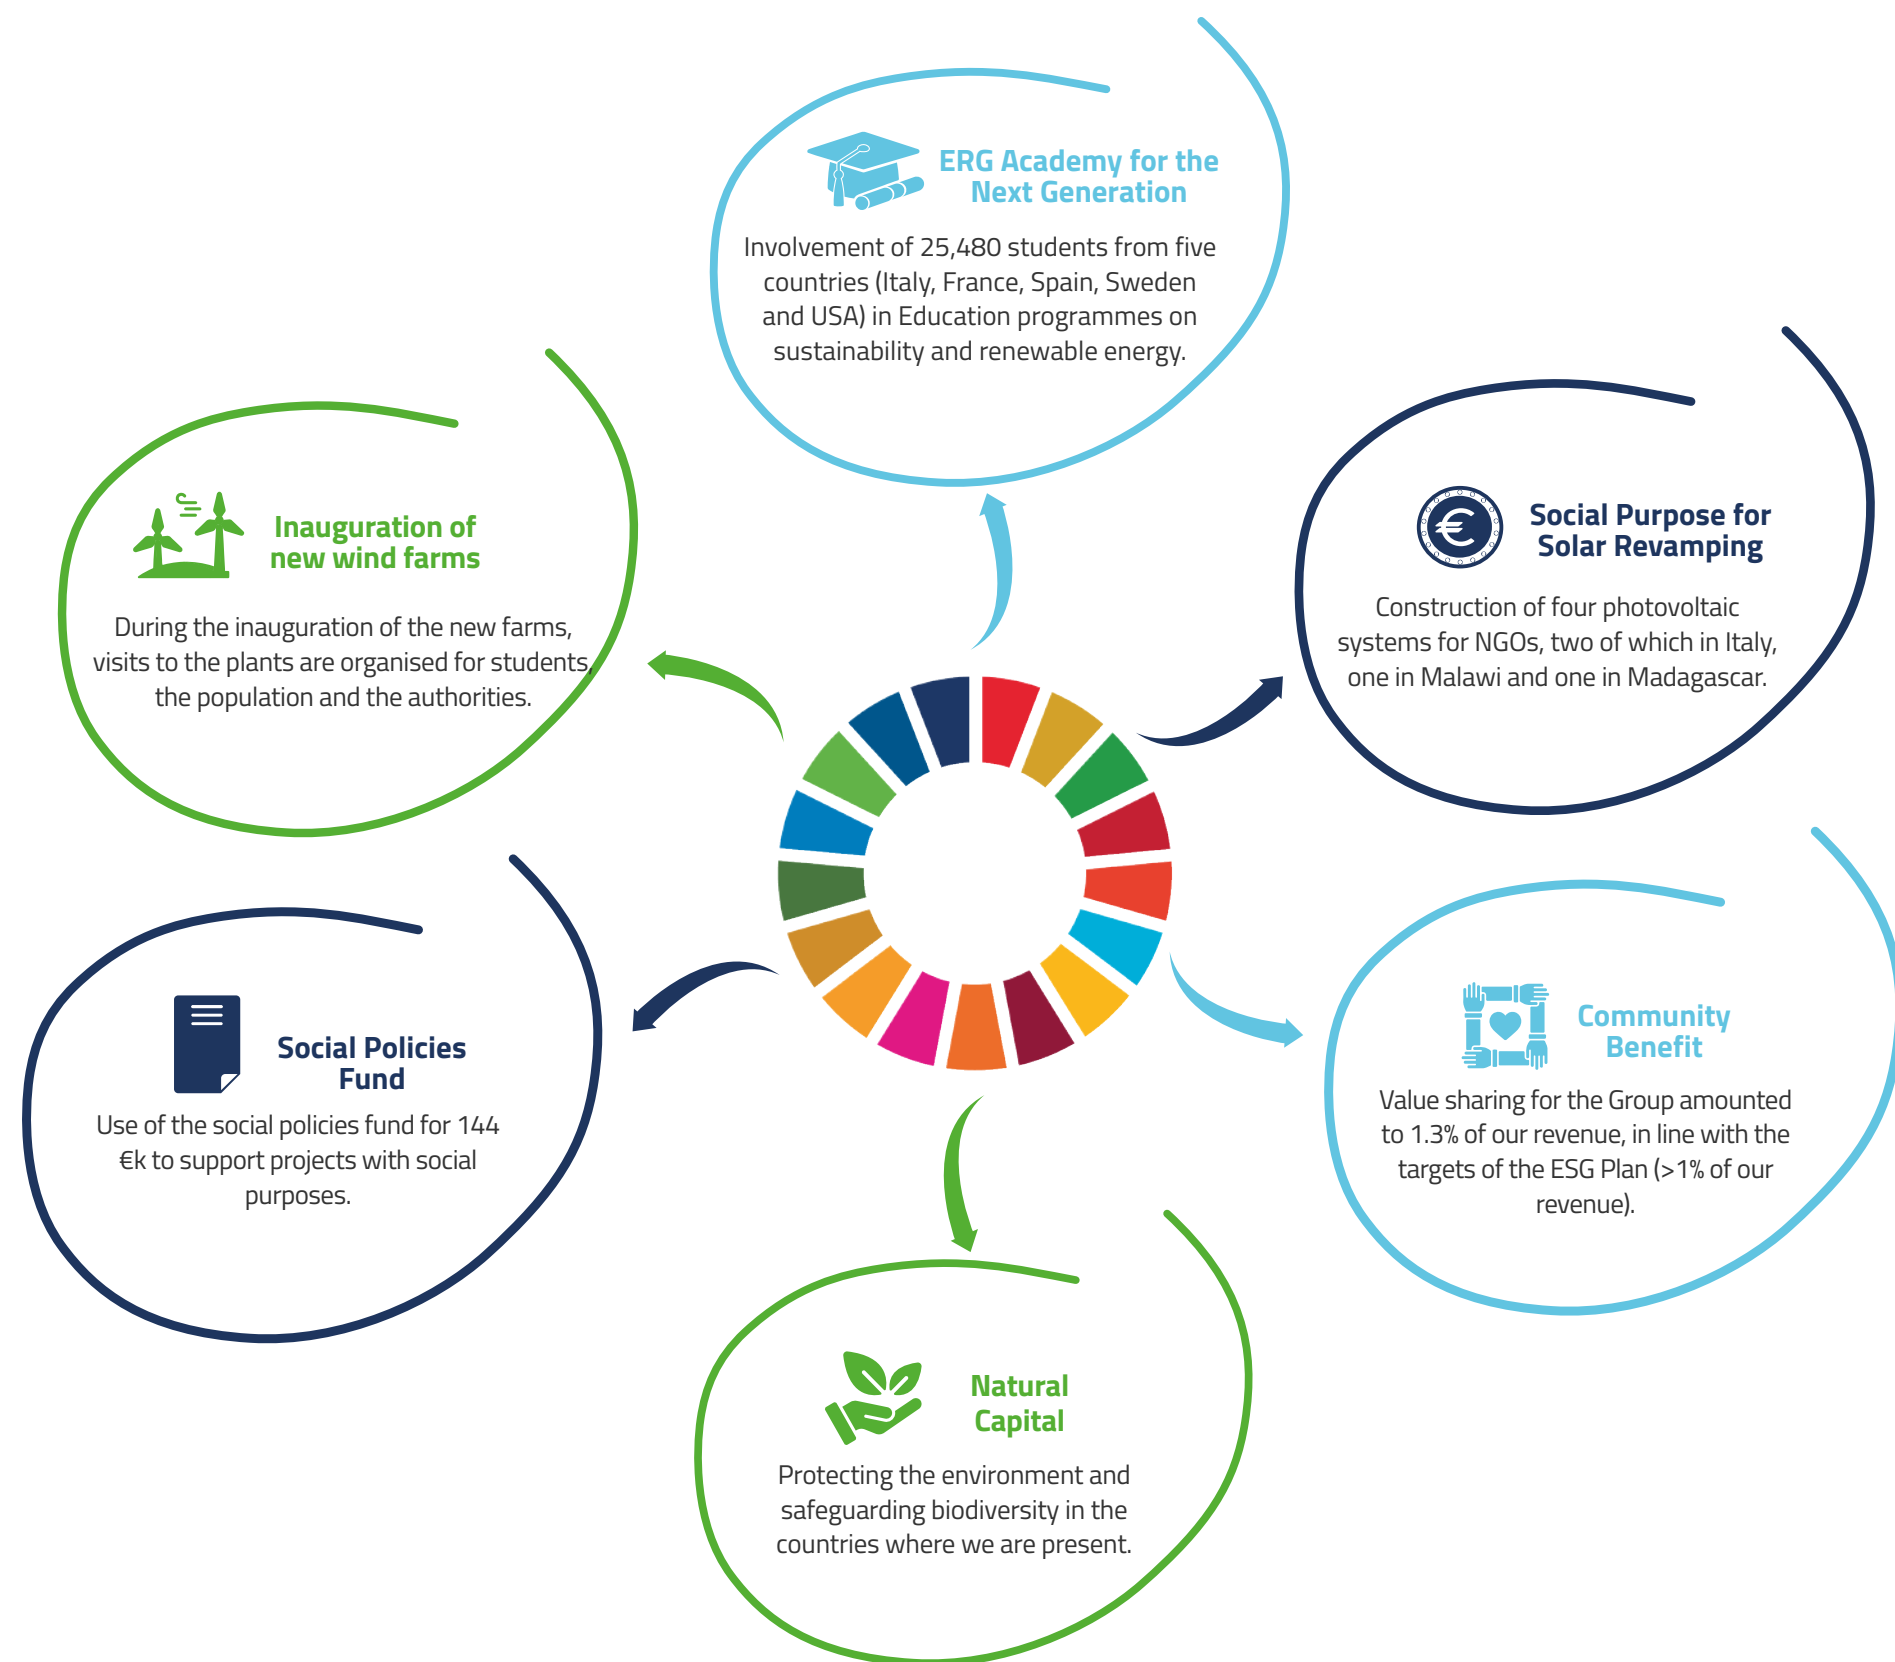 ERG Academy for the
Next Generation
Involvement of 25,480 students from five
countries (Italy, France, Spain, Sweden
and USA) in Education programmes on
sustainability and renewable energy.
Inauguration of
new wind farms
During the inauguration of the new farms,
visits to the plants are organised for students,
the population and the authorities.
Social Purpose for
Solar Revamping
Construction of four photovoltaic
systems for NGOs, two of which in Italy,
one in Malawi and one in Madagascar.
Social Policies
Fund
Use of the social policies fund for 144
€k to support projects with social
purposes.
Community
Benefit
Value sharing for the Group amounted
to 1.3% of our revenue, in line with the
targets of the ESG Plan (>1% of our
revenue).
Natural
Capital
Protecting the environment and
safeguarding biodiversity in the
countries where we are present.